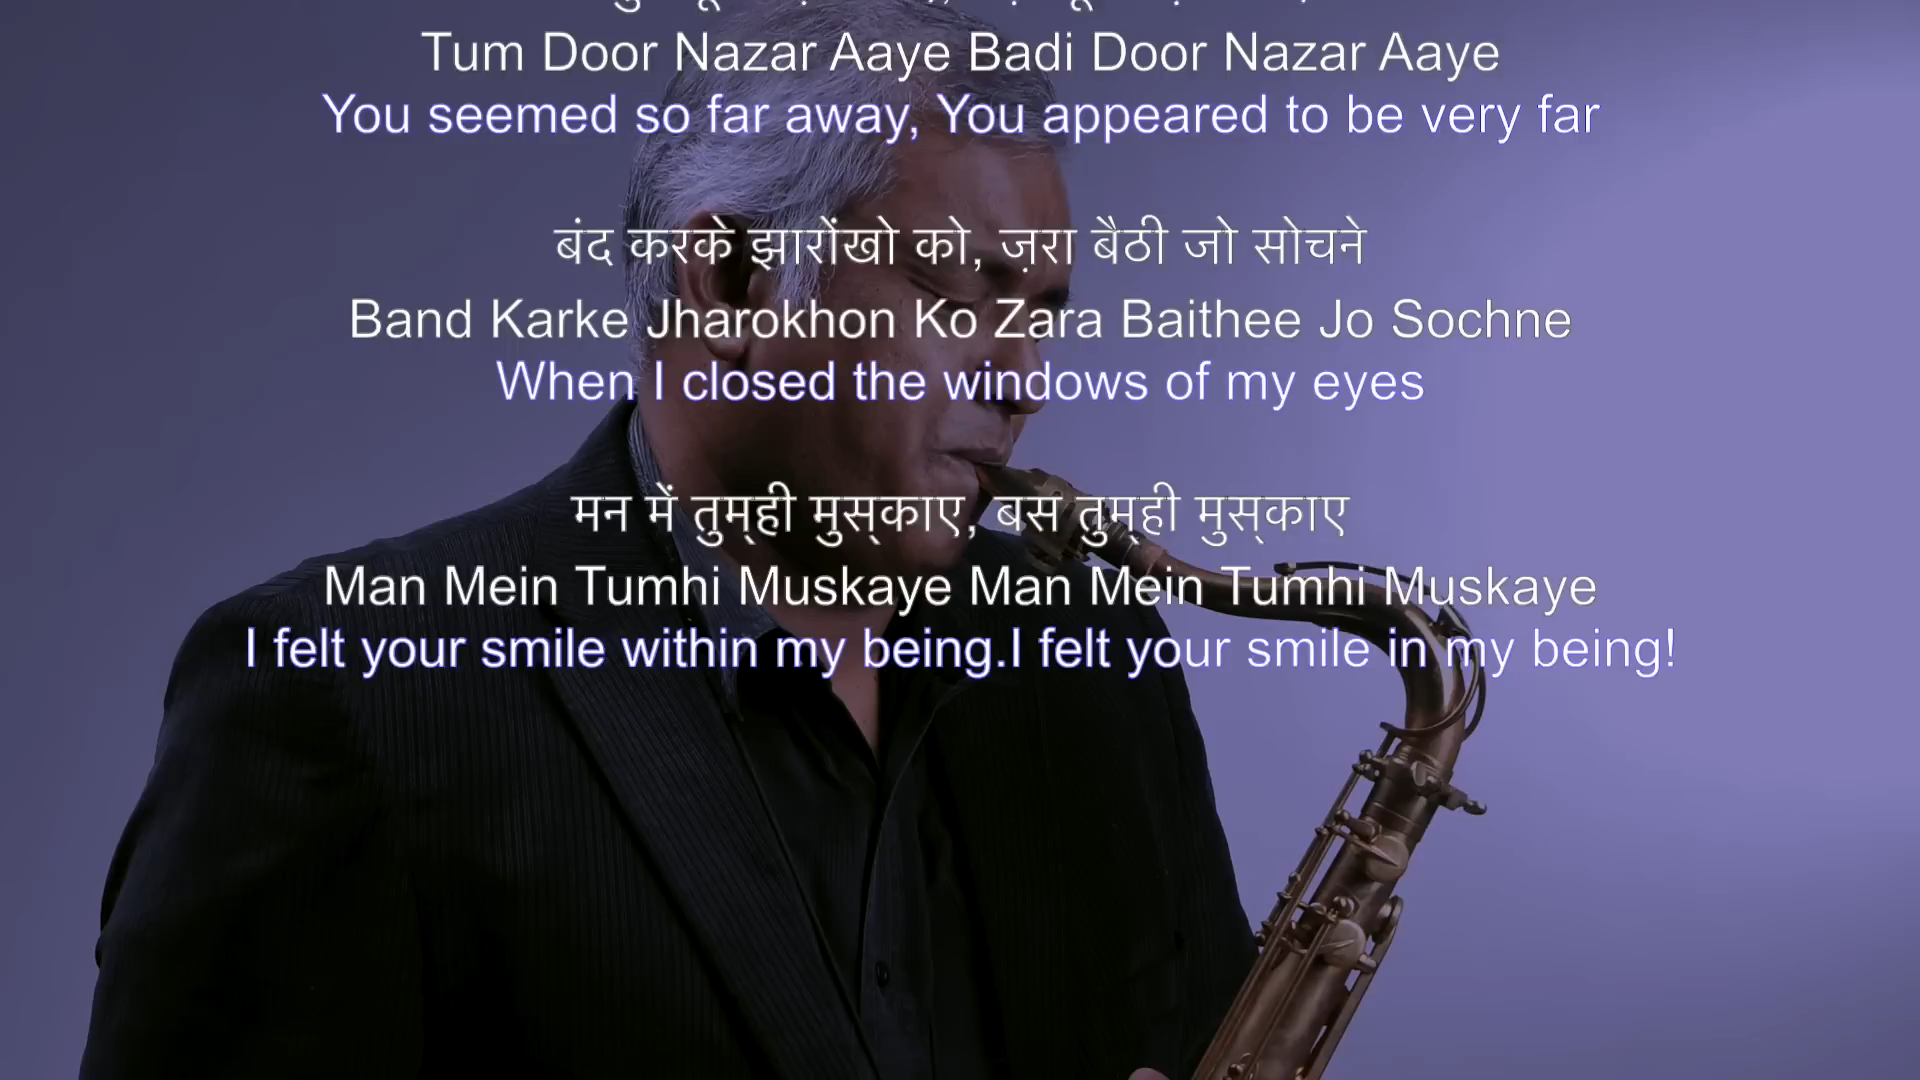 Tum Door Nazar Aaye Badi Door Nazar Aaye
You seemed so far away, You appeared to be very far
बंद करके झारोंखो को, ज़रा बैठी जो सोचने
Band Karke Jharokhon Ko Zara Baithee Jo Sochne
When I closed the windows of my eyes
मन में तुम्ही मुस्काए, बस तुम्ही मुस्काए
Man Mein Tumhi Muskaye Man Mein Tumhi Muskaye
I felt your smile within my being.I felt your smile in my being!